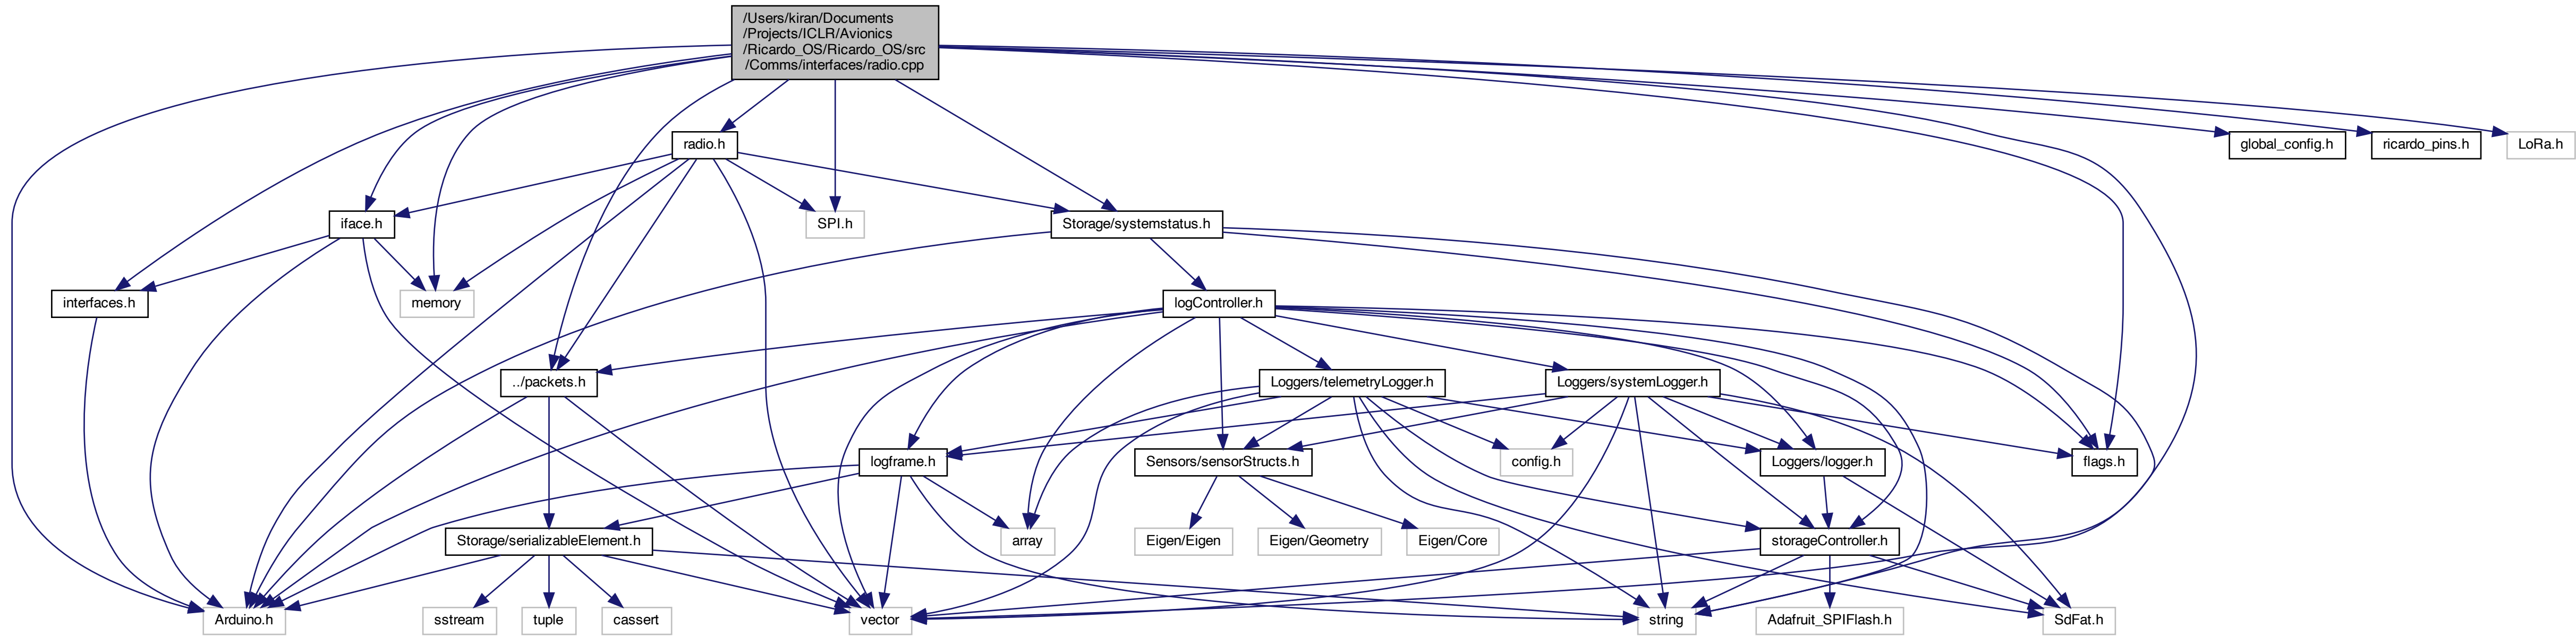 /Users/kiran/Documents
/Projects/ICLR/Avionics
/Ricardo_OS/Ricardo_OS/src
/Comms/interfaces/radio.cpp
radio.h
global_config.h
ricardo_pins.h
LoRa.h
iface.h
SPI.h
Storage/systemstatus.h
interfaces.h
memory
logController.h
../packets.h
Loggers/telemetryLogger.h
Loggers/systemLogger.h
logframe.h
Sensors/sensorStructs.h
config.h
Loggers/logger.h
flags.h
Storage/serializableElement.h
array
Eigen/Eigen
Eigen/Geometry
Eigen/Core
storageController.h
Arduino.h
sstream
tuple
cassert
vector
string
Adafruit_SPIFlash.h
SdFat.h